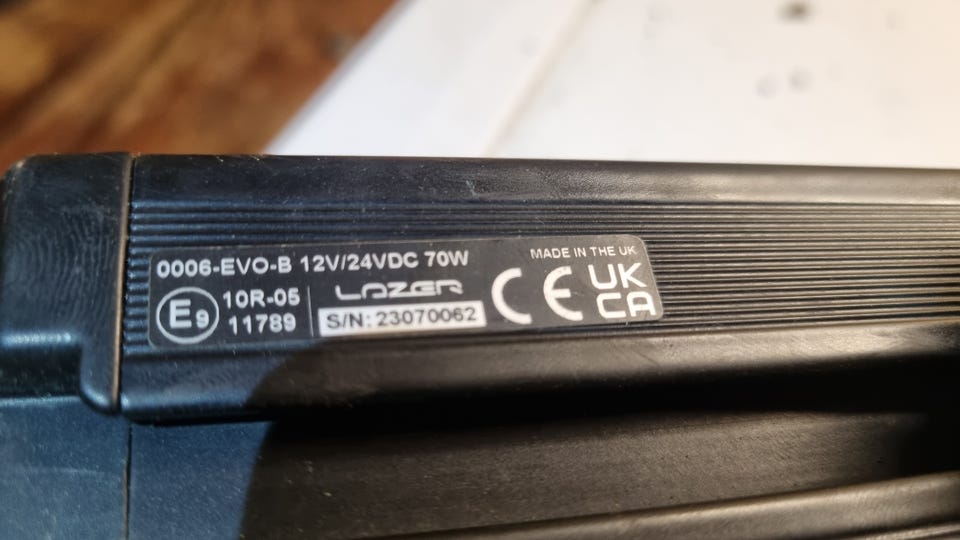 0006-EVO-B 12V/24VDC 70W
MADE IN THE UK
E9
10R-05
11789
LAZER
S/N: 23070062
CE
UK
CA